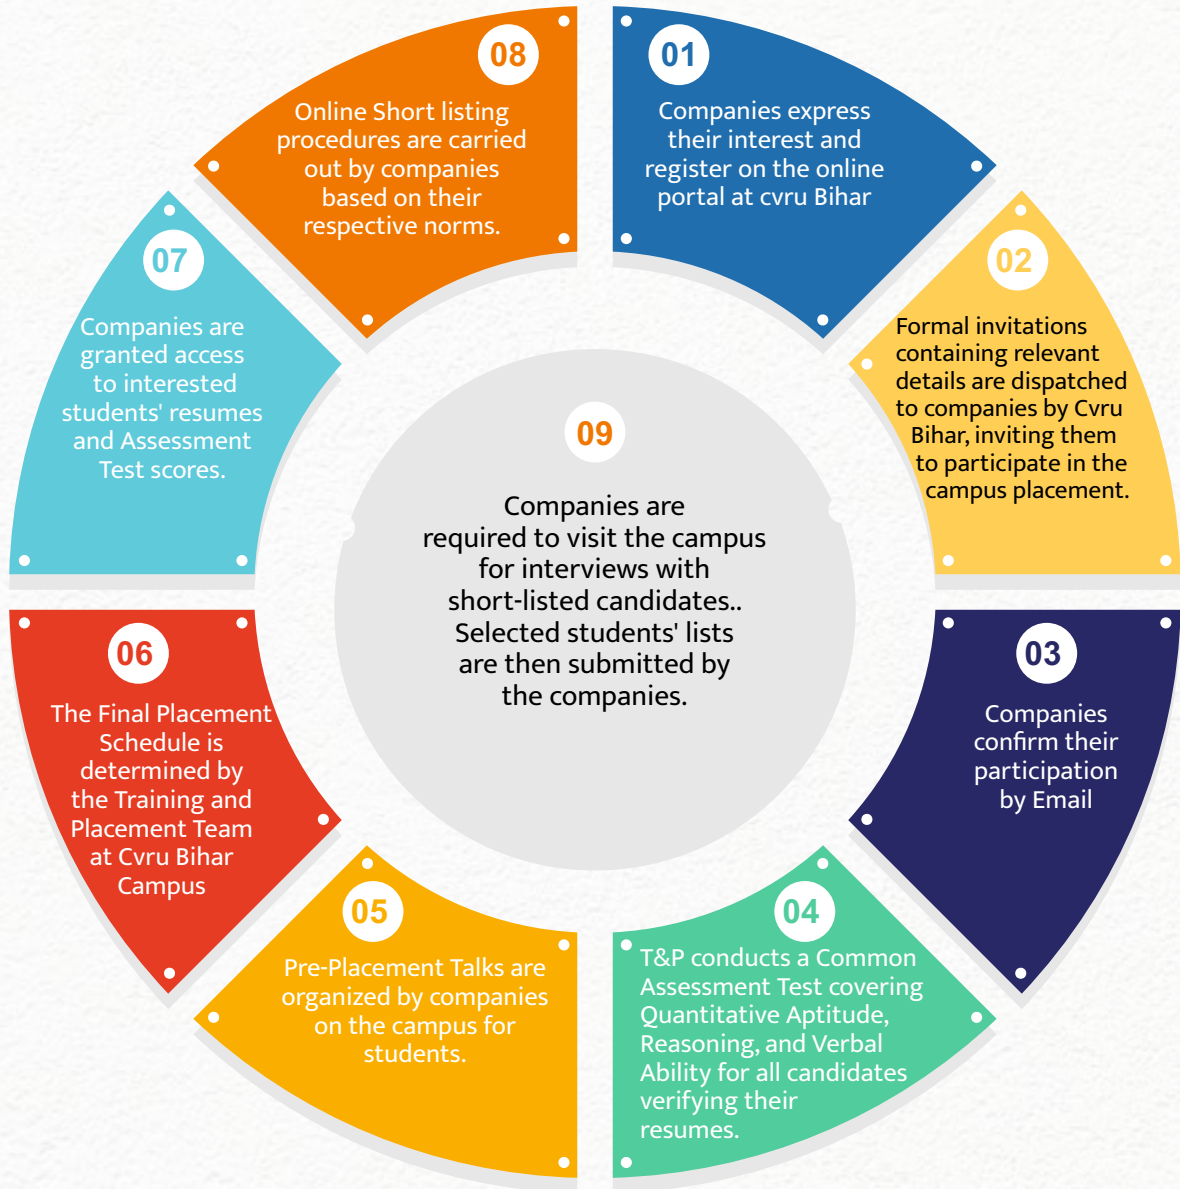 01
Companies express
their interest and
register on the online
portal at cvru Bihar
02
Formal invitations
containing relevant
details are dispatched
to companies by Cvru
Bihar, inviting them
to participate in the
campus placement.
03
Companies
confirm their
participation
by Email
04
T&P conducts a Common
Assessment Test covering
Quantitative Aptitude,
Reasoning, and Verbal
Ability for all candidates
verifying their
resumes.
05
Pre-Placement Talks are
organized by companies
on the campus for
students.
06
The Final Placement
Schedule is
determined by
the Training and
Placement Team
at Cvru Bihar
Campus
07
Companies are
granted access
to interested
students' resumes
and Assessment
Test scores.
08
Online Short listing
procedures are carried
out by companies
based on their
respective norms.
09
Companies are
required to visit the campus
for interviews with
short-listed candidates..
Selected students' lists
are then submitted by
the companies.